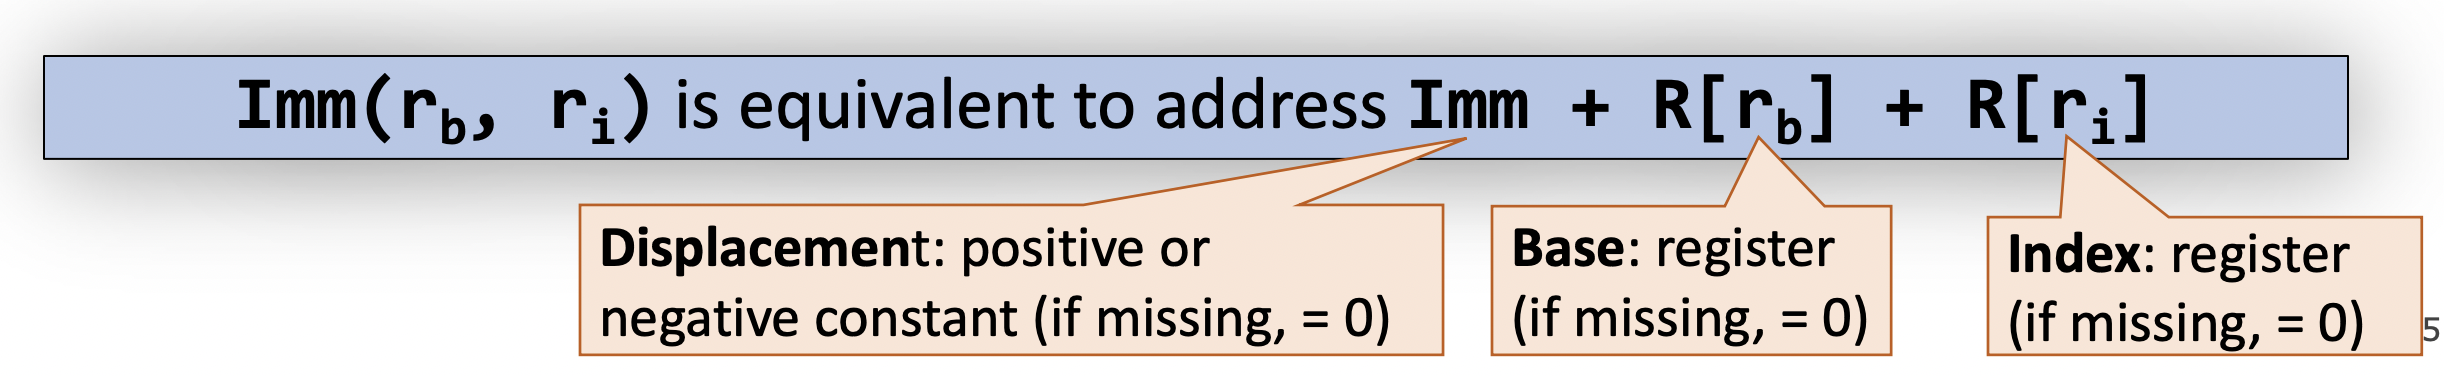 Imm(r_b, r_i) is equivalent to address Imm + R[r_b] + R[r_i]
Displacement: positive or
negative constant (if missing, = 0)
Base: register
(if missing, = 0)
Index: register
(if missing, = 0)
5